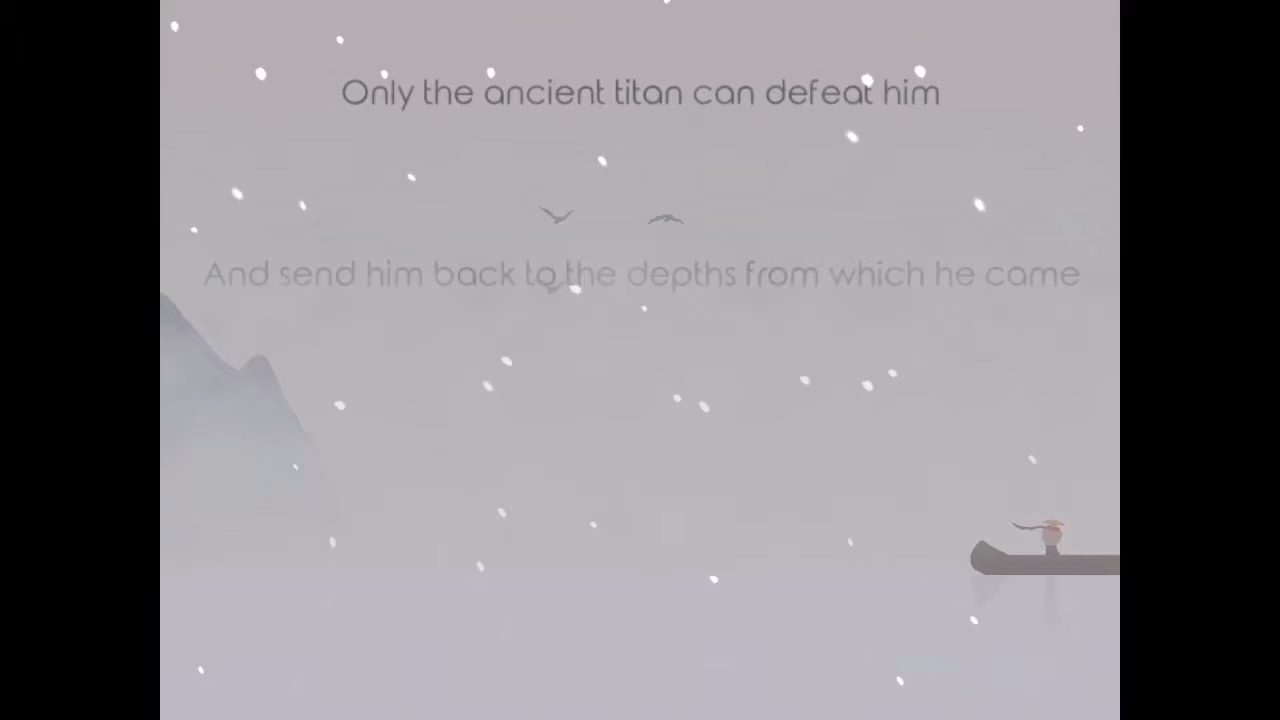 Only the ancient titan can defeat him
And send him back to the depths from which he came